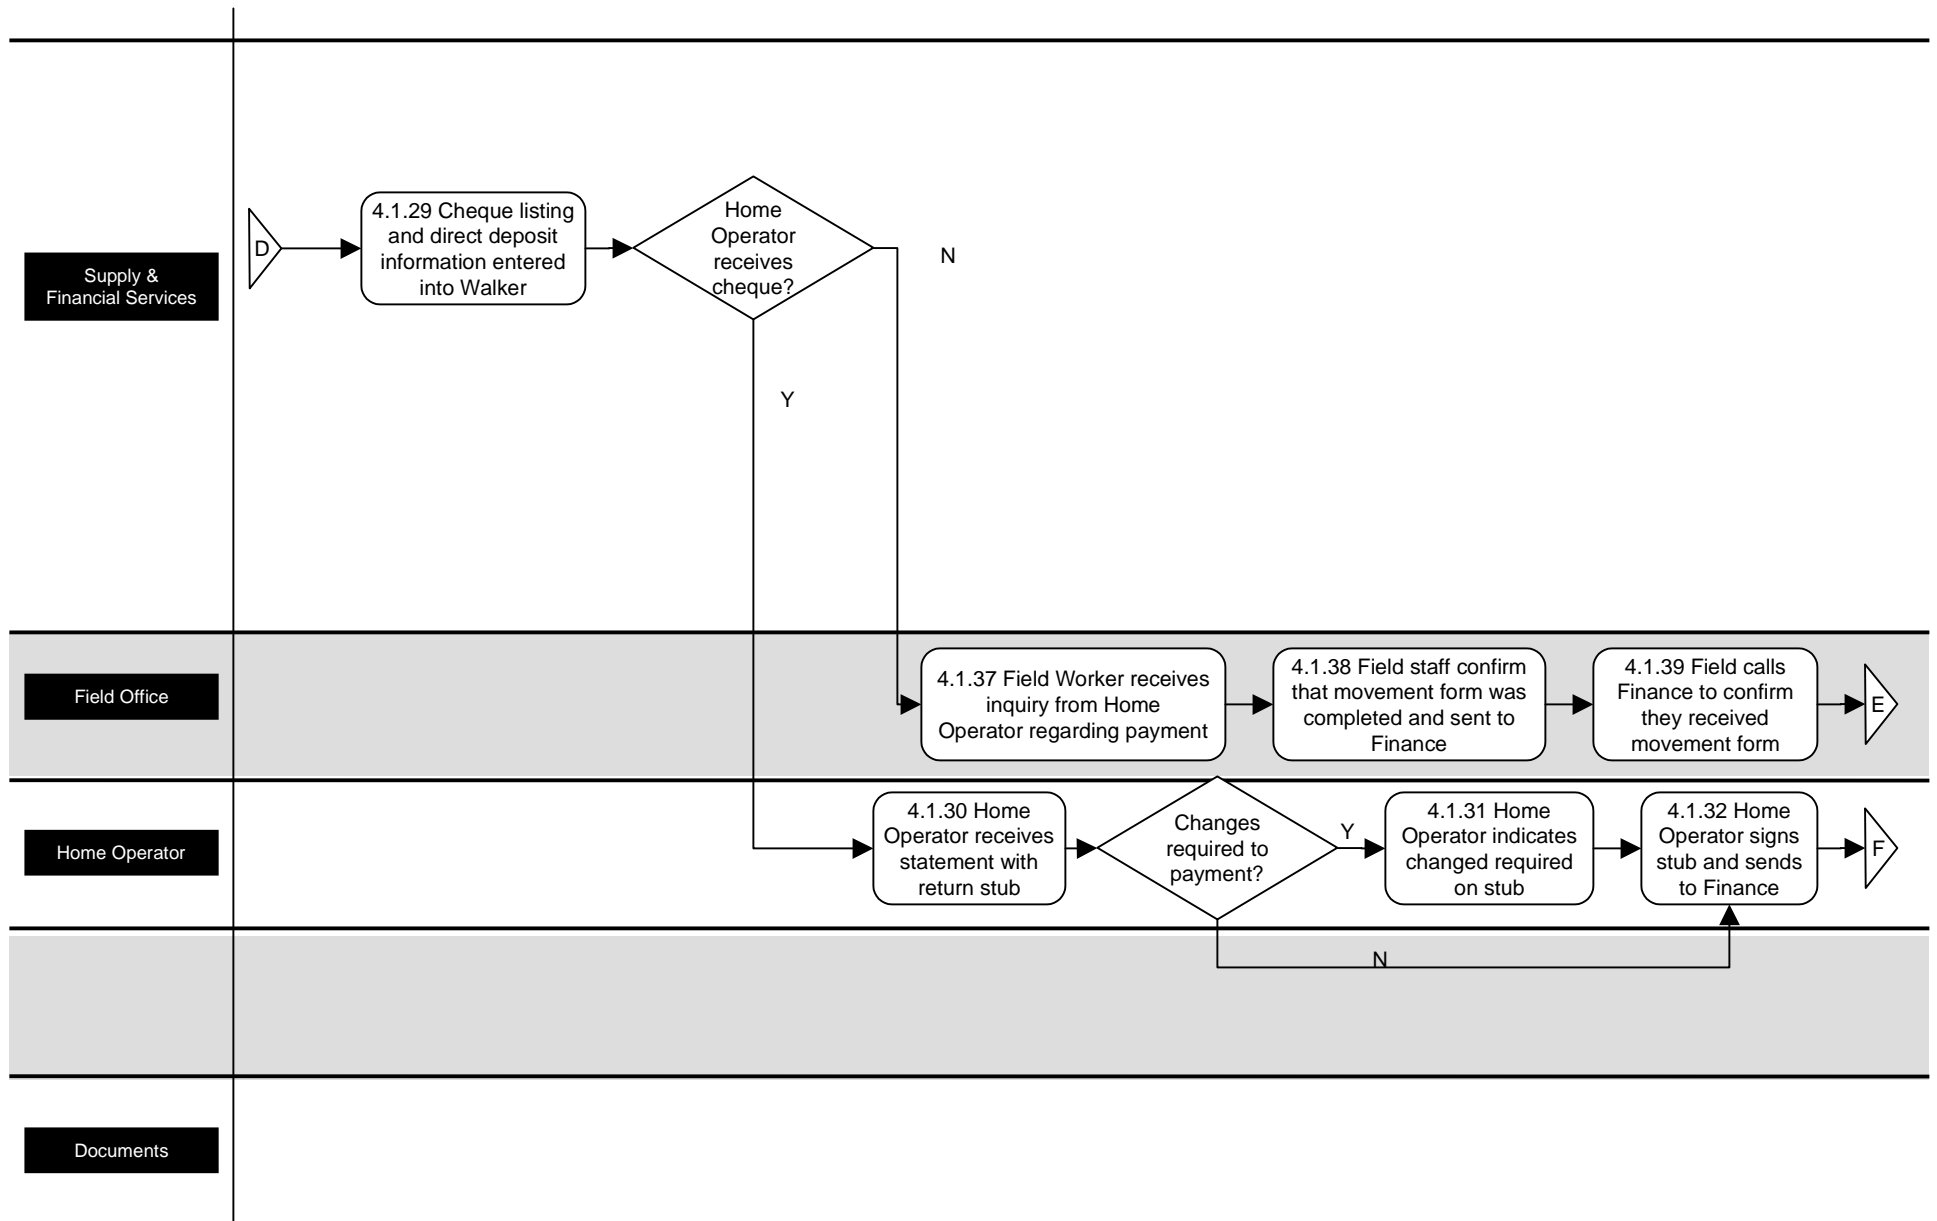 Supply &
Financial Services
D
4.1.29 Cheque listing
and direct deposit
information entered
into Walker
Home
Operator
receives
cheque?
N
Y
Field Office
4.1.37 Field Worker receives
inquiry from Home
Operator regarding payment
4.1.38 Field staff confirm
that movement form was
completed and sent to
Finance
4.1.39 Field calls
Finance to confirm
they received
movement form
E
Home Operator
4.1.30 Home
Operator receives
statement with
return stub
Changes
required to
payment?
Y
4.1.31 Home
Operator indicates
changed required
on stub
4.1.32 Home
Operator signs
stub and sends
to Finance
F
N
Documents